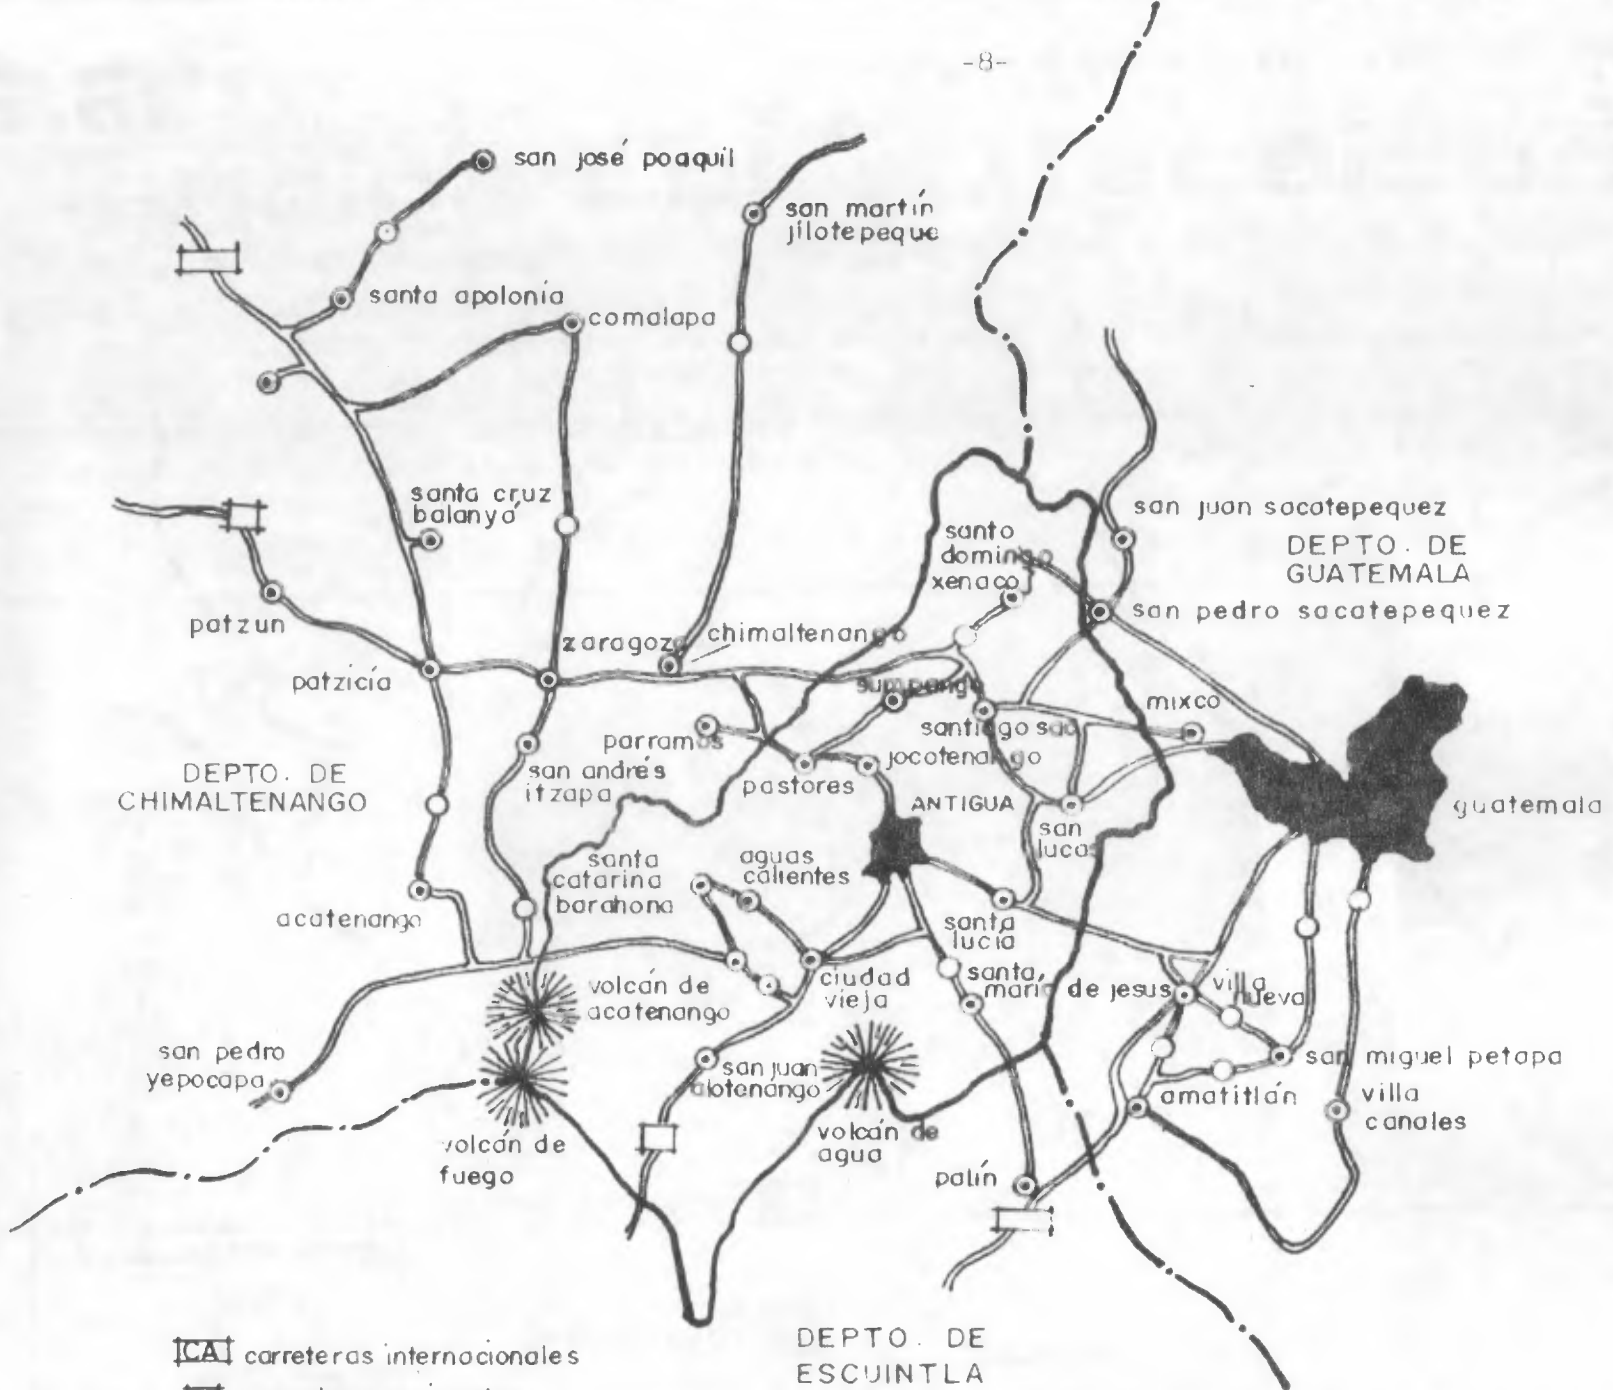 -8-
san josé poaquil
san martín
jilotepeque
santa apolonia
comalapa
santa cruz
balanyá
san juan sacatepequez
santo
domingo
xenaco
DEPTO. DE
GUATEMALA
san pedro sacatepequez
patzun
zaragoz
chimaltenango
patzicía
sumpango
mixco
santiago sac
parramos
jocotenango
san andrés
itzapa
pastores
DEPTO. DE
CHIMALTENANGO
ANTIGUA
guatemala
san
lucas
santa
catarina
barahona
aguas
calientes
acatenango
santa
lucia
volcán de
acatenango
ciudad
vieja
santa
maria de jesus
villa
nueva
san pedro
yepocapa
san juan
alotenango
san miguel petapa
amatitlán
villa
canales
volcán de
fuego
volcán de
agua
palín
DEPTO. DE
ESCUINTLA
CA carreteras internacionales